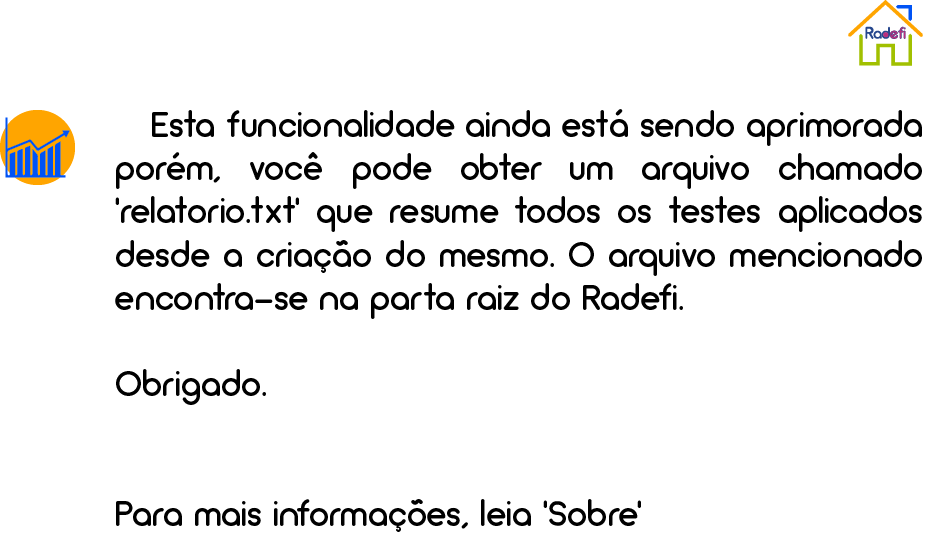 Radefi
Esta funcionalidade ainda está sendo aprimorada
porém, você pode obter um arquivo chamado
'relatorio.txt' que resume todos os testes aplicados
desde a criação do mesmo. O arquivo mencionado
encontra-se na parta raiz do Radefi.
Obrigado.
Para mais informações, leia 'Sobre'